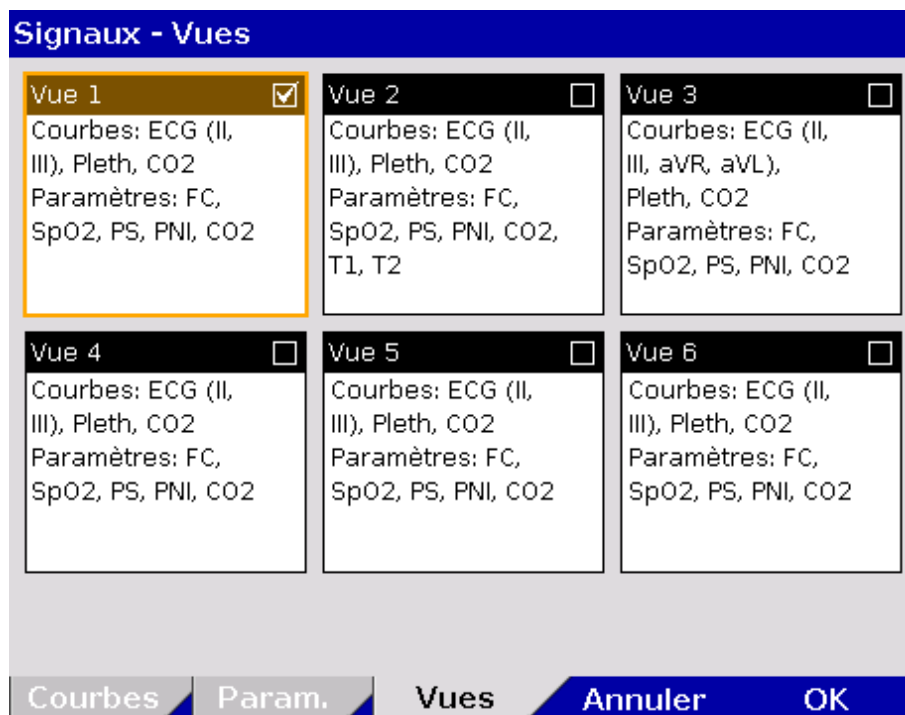 Signaux - Vues
Vue 1
Courbes: ECG (II,
III), Pleth, CO2
Paramètres: FC,
SpO2, PS, PNI, CO2
Vue 2
Courbes: ECG (II,
III), Pleth, CO2
Paramètres: FC,
SpO2, PS, PNI, CO2,
T1, T2
Vue 3
Courbes: ECG (II,
III, aVR, aVL),
Pleth, CO2
Paramètres: FC,
SpO2, PS, PNI, CO2
Vue 4
Courbes: ECG (II,
III), Pleth, CO2
Paramètres: FC,
SpO2, PS, PNI, CO2
Vue 5
Courbes: ECG (II,
III), Pleth, CO2
Paramètres: FC,
SpO2, PS, PNI, CO2
Vue 6
Courbes: ECG (II,
III), Pleth, CO2
Paramètres: FC,
SpO2, PS, PNI, CO2
Courbes Param. Vues Annuler OK